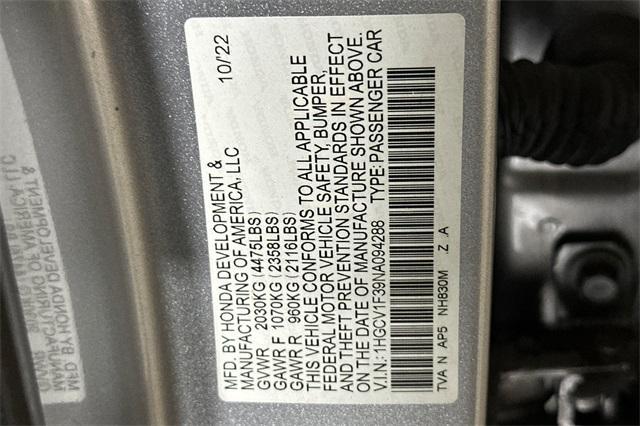 MFD. BY HONDA DEVELOPMENT & 10/22
MANUFACTURING OF AMERICA, LLC
GVWR 2030KG (4475LBS)
GAWR F 1070KG (2358LBS)
GAWR R 960KG (2116LBS)
THIS VEHICLE CONFORMS TO ALL APPLICABLE
FEDERAL MOTOR VEHICLE SAFETY, BUMPER,
AND THEFT PREVENTION STANDARDS IN EFFECT
ON THE DATE OF MANUFACTURE SHOWN ABOVE.
V.I.N.: 1HGCV1F39NA094288 TYPE: PASSENGER CAR
TVA N AP5 NH830M .Z .A